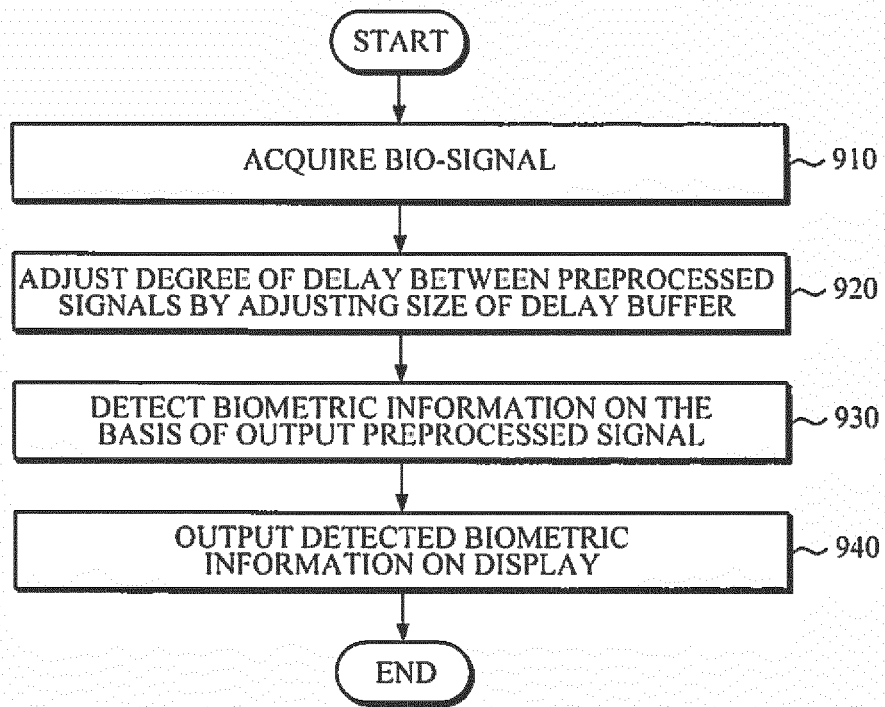 START
ACQUIRE BIO-SIGNAL
910
ADJUST DEGREE OF DELAY BETWEEN PREPROCESSED
SIGNALS BY ADJUSTING SIZE OF DELAY BUFFER
920
DETECT BIOMETRIC INFORMATION ON THE
BASIS OF OUTPUT PREPROCESSED SIGNAL
930
OUTPUT DETECTED BIOMETRIC
INFORMATION ON DISPLAY
940
END